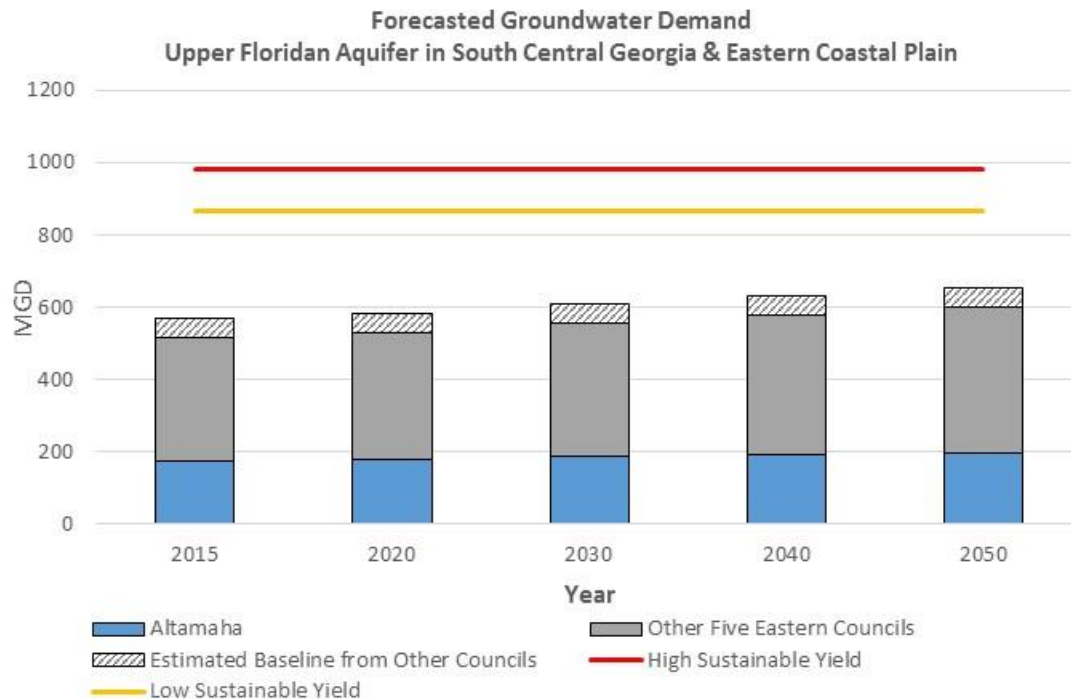 Forecasted Groundwater Demand
Upper Floridan Aquifer in South Central Georgia & Eastern Coastal Plain
1200
1000
800
600
400
200
0
MGD
2015 2020 2030 2040 2050
Year
Altamaha Other Five Eastern Councils
Estimated Baseline from Other Councils High Sustainable Yield
Low Sustainable Yield